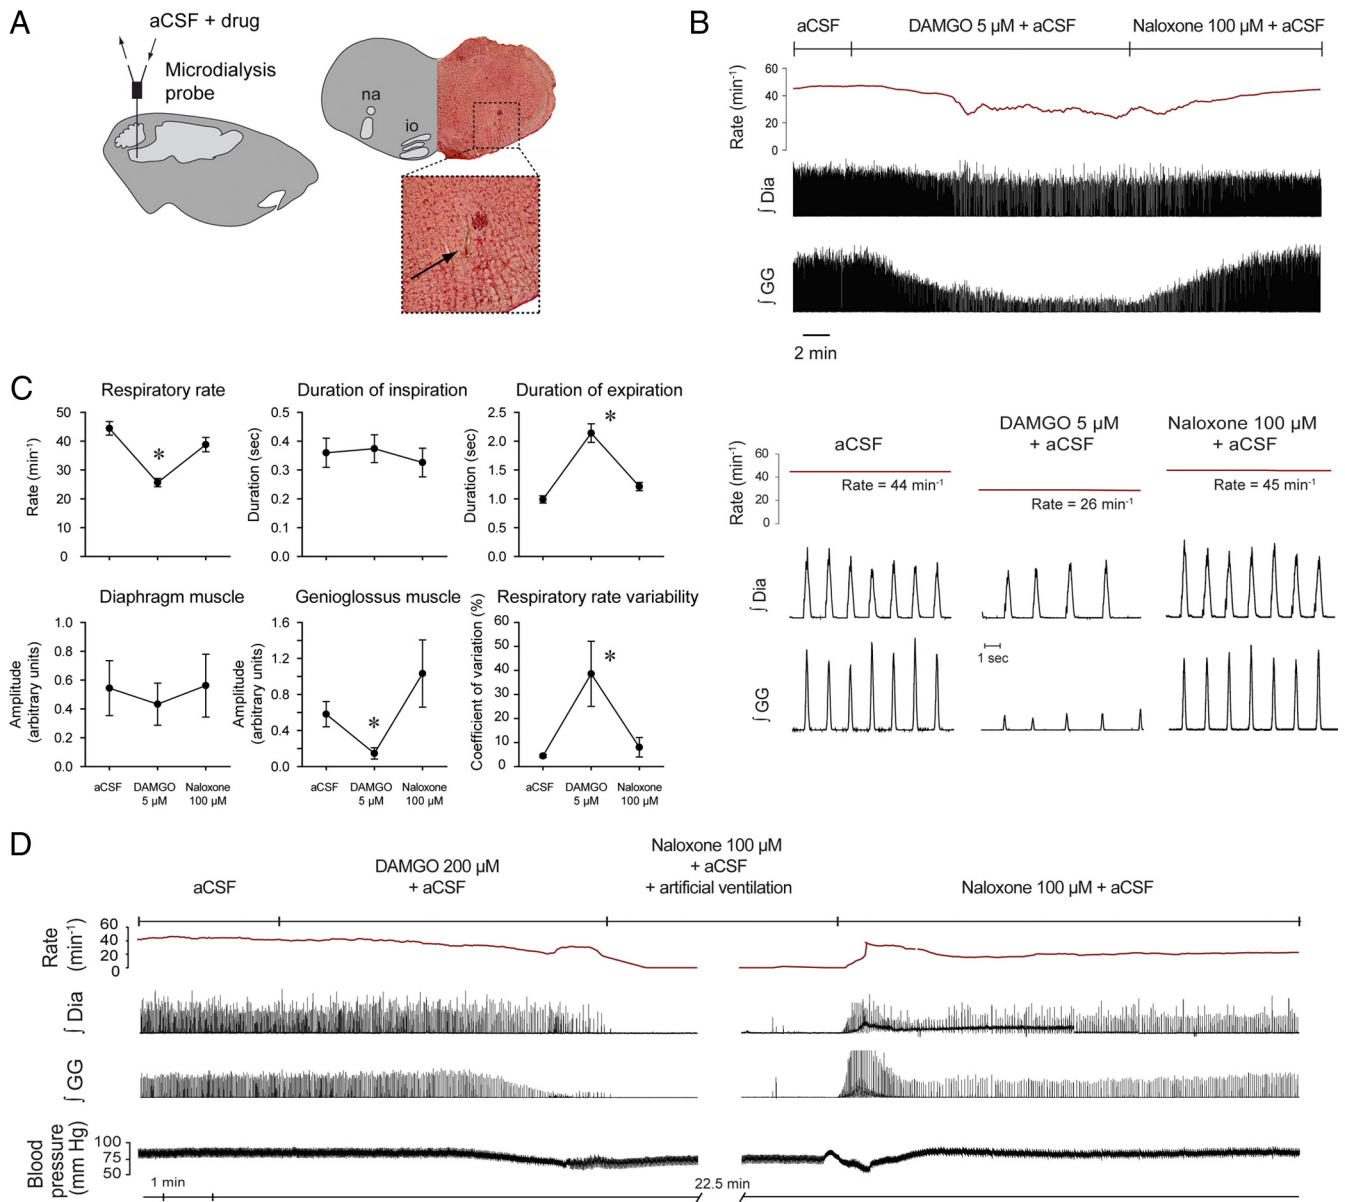 A
aCSF + drug
Microdialysis
probe
na
io
B
aCSF
DAMGO 5 µM + aCSF
Naloxone 100 µM + aCSF
Rate (min⁻¹)
60
40
20
0
∫ Dia
∫ GG
2 min
aCSF
DAMGO 5 µM
+ aCSF
Naloxone 100 µM
+ aCSF
Rate (min⁻¹)
60
40
20
0
Rate = 44 min⁻¹
Rate = 26 min⁻¹
Rate = 45 min⁻¹
∫ Dia
1 sec
∫ GG
C
Respiratory rate
Rate (min⁻¹)
50
40
30
20
10
0
*
Duration of inspiration
Duration (sec)
0.5
0.4
0.3
0.2
0.1
0.0
Duration of expiration
Duration (sec)
2.5
2.0
1.5
1.0
0.5
0.0
*
Diaphragm muscle
Amplitude
(arbitrary units)
1.0
0.8
0.6
0.4
0.2
0.0
aCSF
DAMGO
5 µM
Naloxone
100 µM
Genioglossus muscle
Amplitude
(arbitrary units)
1.6
1.2
0.8
0.4
0.0
*
aCSF
DAMGO
5 µM
Naloxone
100 µM
Respiratory rate variability
Coefficient of variation (%)
60
50
40
30
20
10
0
*
aCSF
DAMGO
5 µM
Naloxone
100 µM
D
aCSF
DAMGO 200 µM
+ aCSF
Naloxone 100 µM
+ aCSF
+ artificial ventilation
Naloxone 100 µM + aCSF
Rate
(min⁻¹)
60
40
20
0
∫ Dia
∫ GG
Blood
pressure
(mm Hg)
100
75
50
1 min
22.5 min